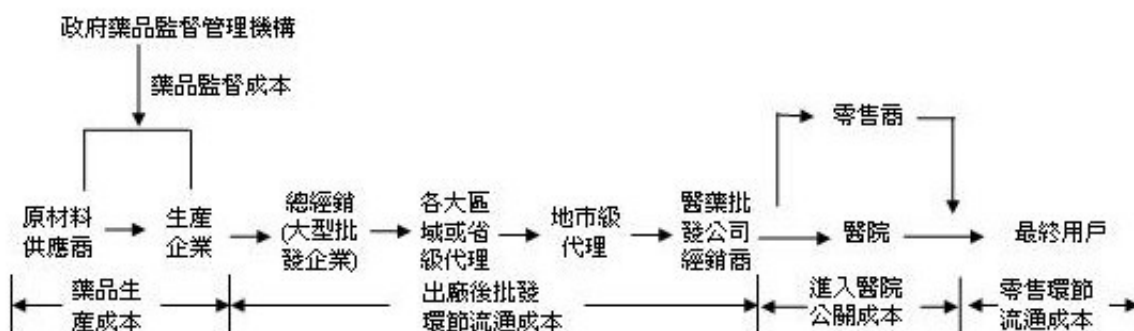 政府藥品監督管理機構
藥品監督成本
零售商
原材料
供應商
生産
企業
總經銷
(大型批
發企業)
各大區
域或省
級代理
地市級
代理
醫藥批
發公司
經銷商
醫院
最終用戶
藥品生
産成本
出廠後批發
環節流通成本
進入醫院
公關成本
零售環節
流通成本